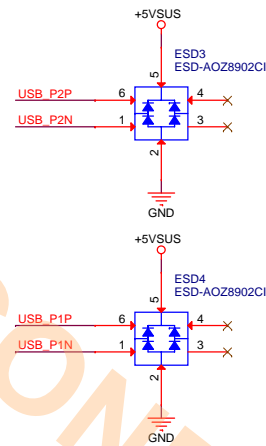 +5VSUS
ESD3
ESD-AOZ8902CI
5
USB_P2P 6 4
USB_P2N 1 3
2
GND
+5VSUS
ESD4
ESD-AOZ8902CI
5
USB_P1P 6 4
USB_P1N 1 3
2
GND